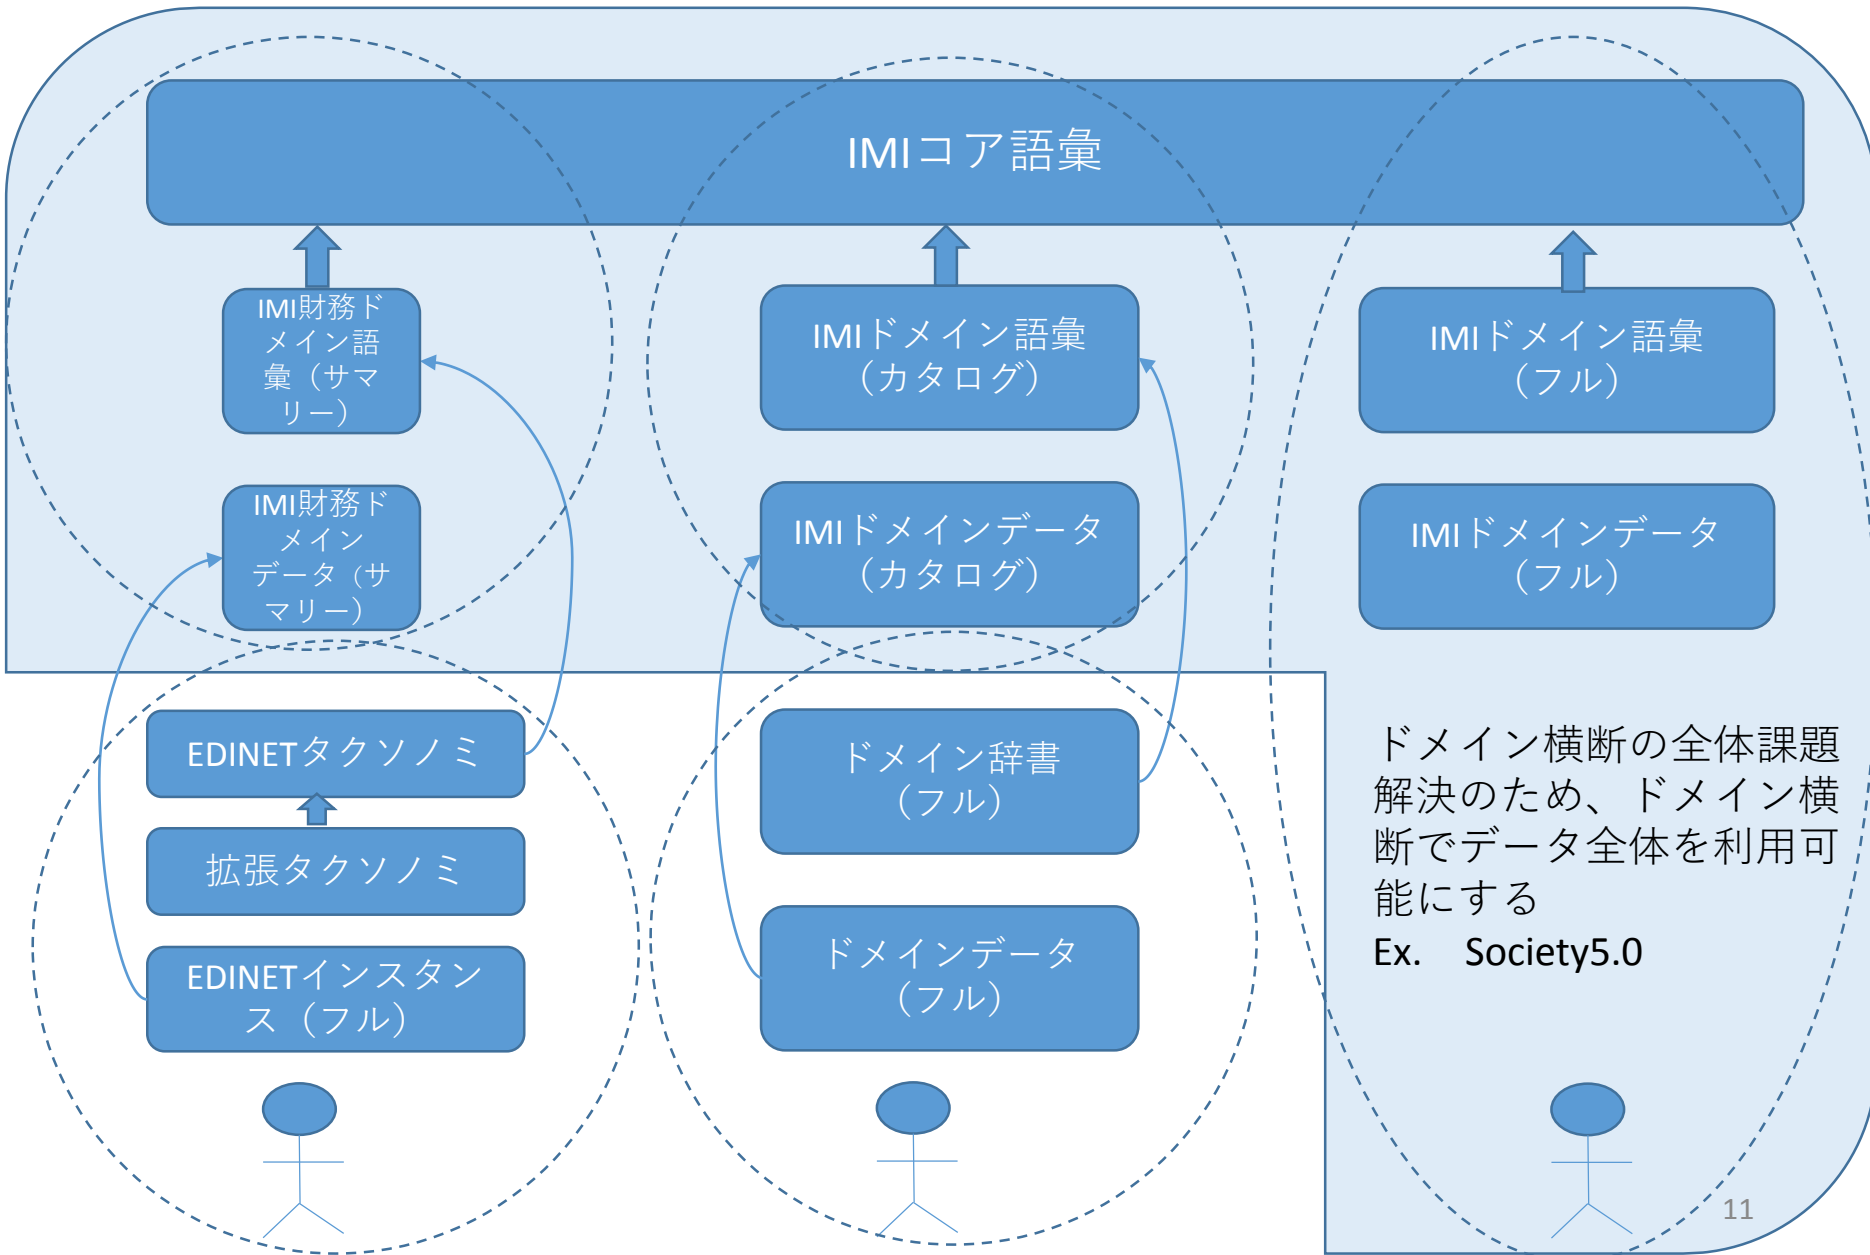 IMIコア語彙
IMI財務ド
メイン語
彙（サマ
リー）
IMIドメイン語彙
（カタログ）
IMIドメイン語彙
（フル）
IMI財務ド
メイン
データ（サ
マリー）
IMIドメインデータ
（カタログ）
IMIドメインデータ
（フル）
EDINETタクソノミ
拡張タクソノミ
EDINETインスタン
ス（フル）
ドメイン辞書
（フル）
ドメインデータ
（フル）
ドメイン横断の全体課題
解決のため、ドメイン横
断でデータ全体を利用可
能にする
Ex.　Society5.0
11